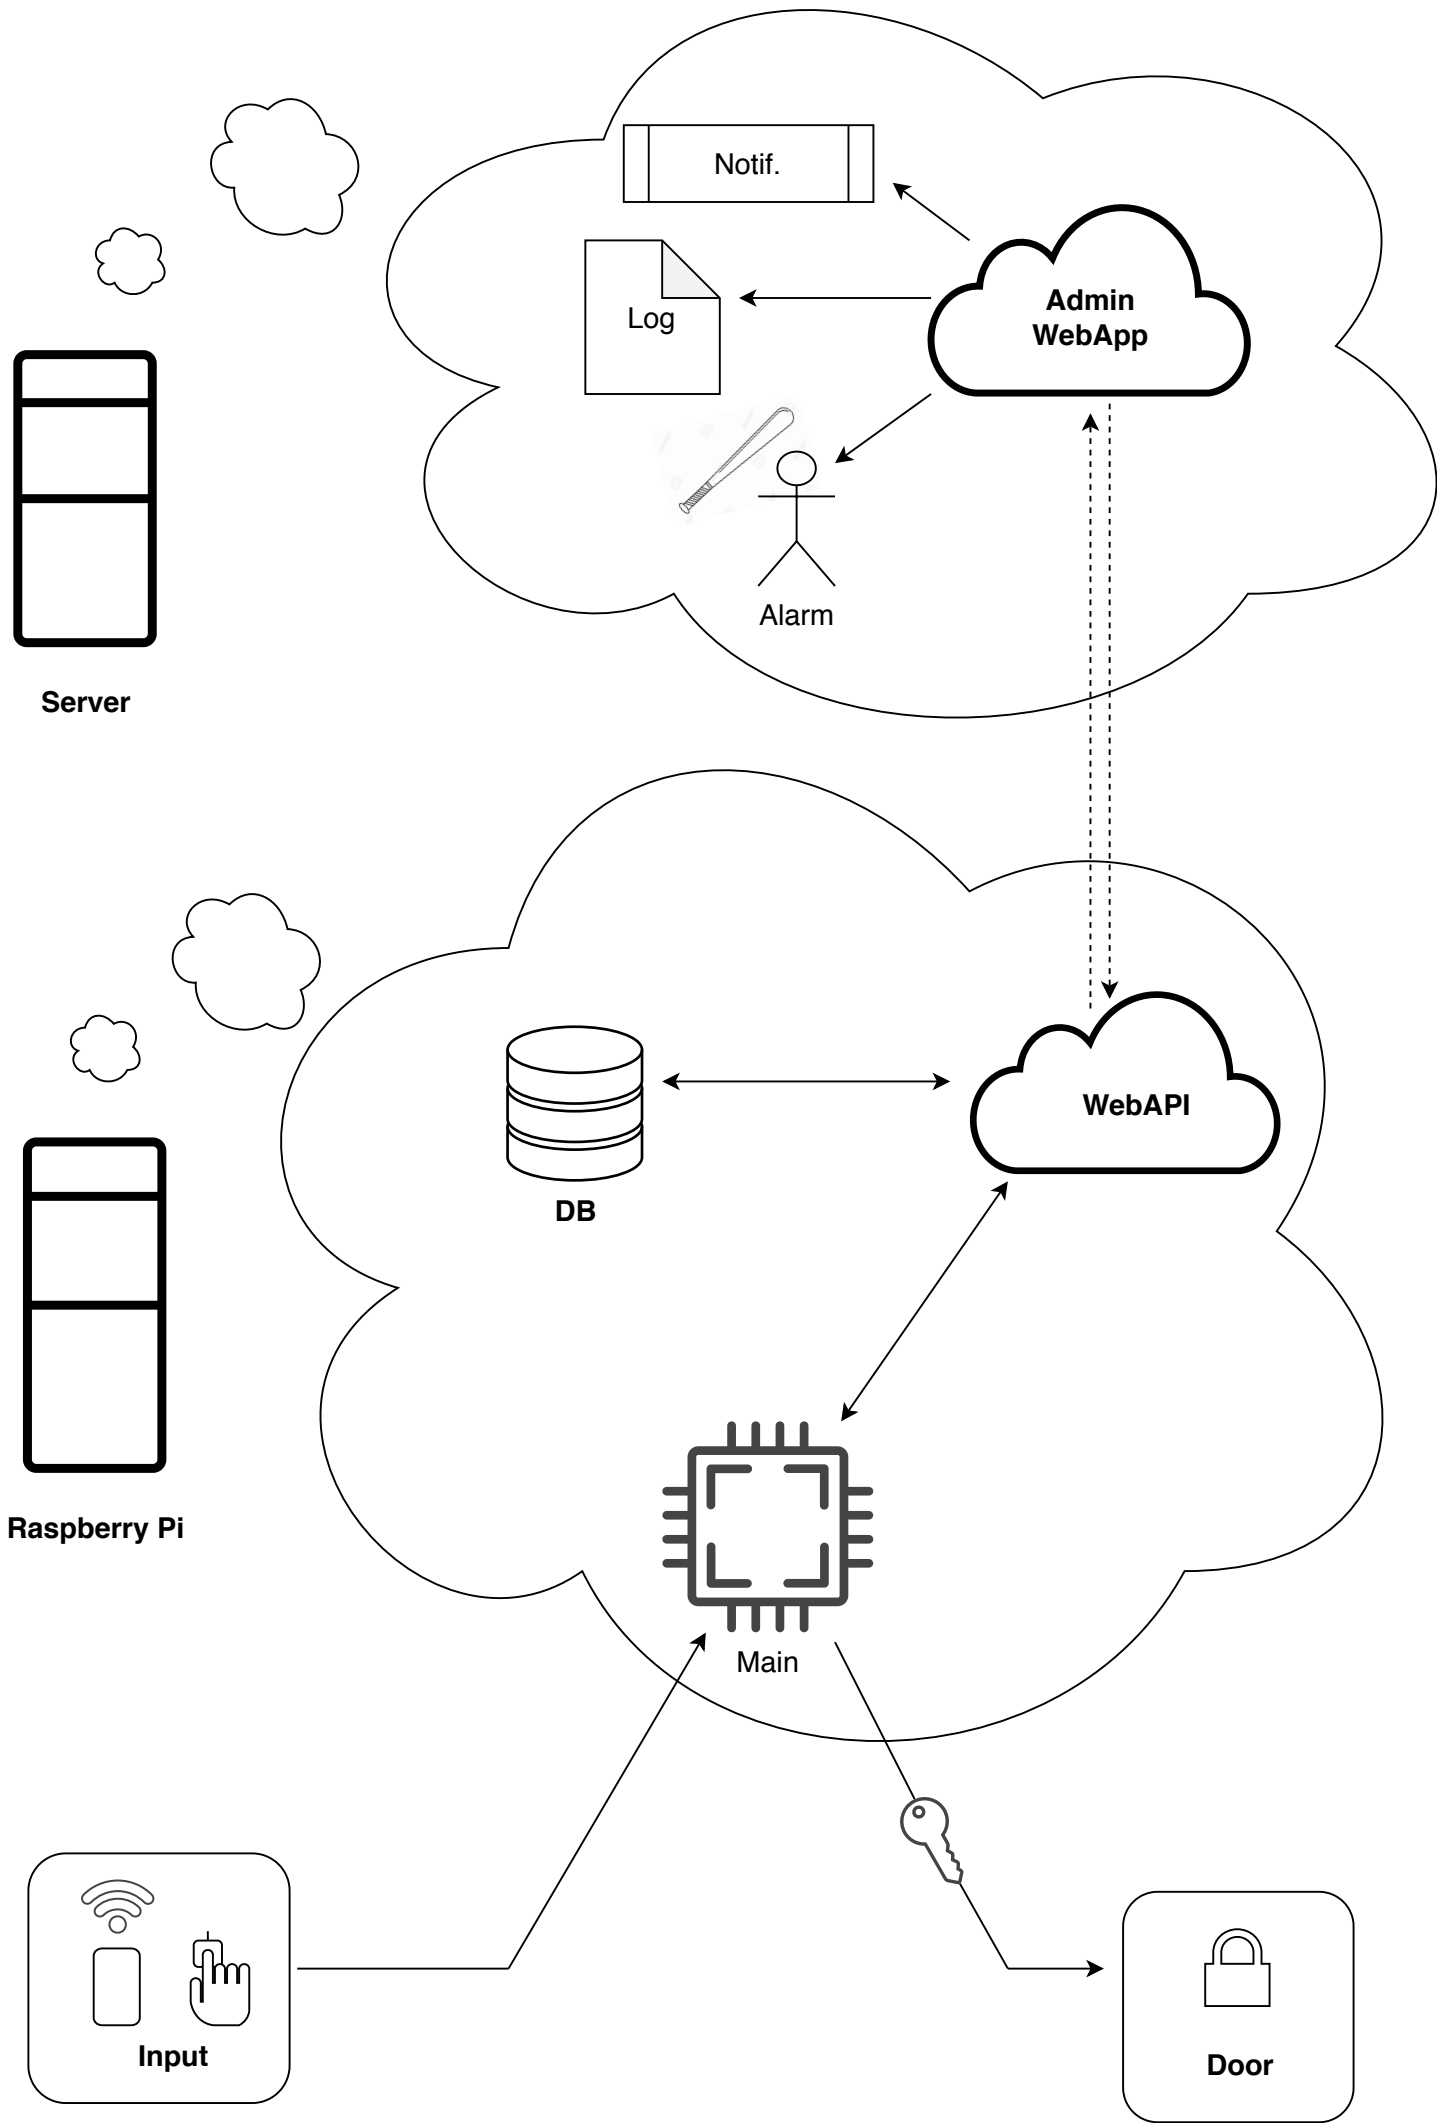 Notif.
Log
Admin
WebApp
Alarm
Server
WebAPI
DB
Raspberry Pi
Main
Input
Door